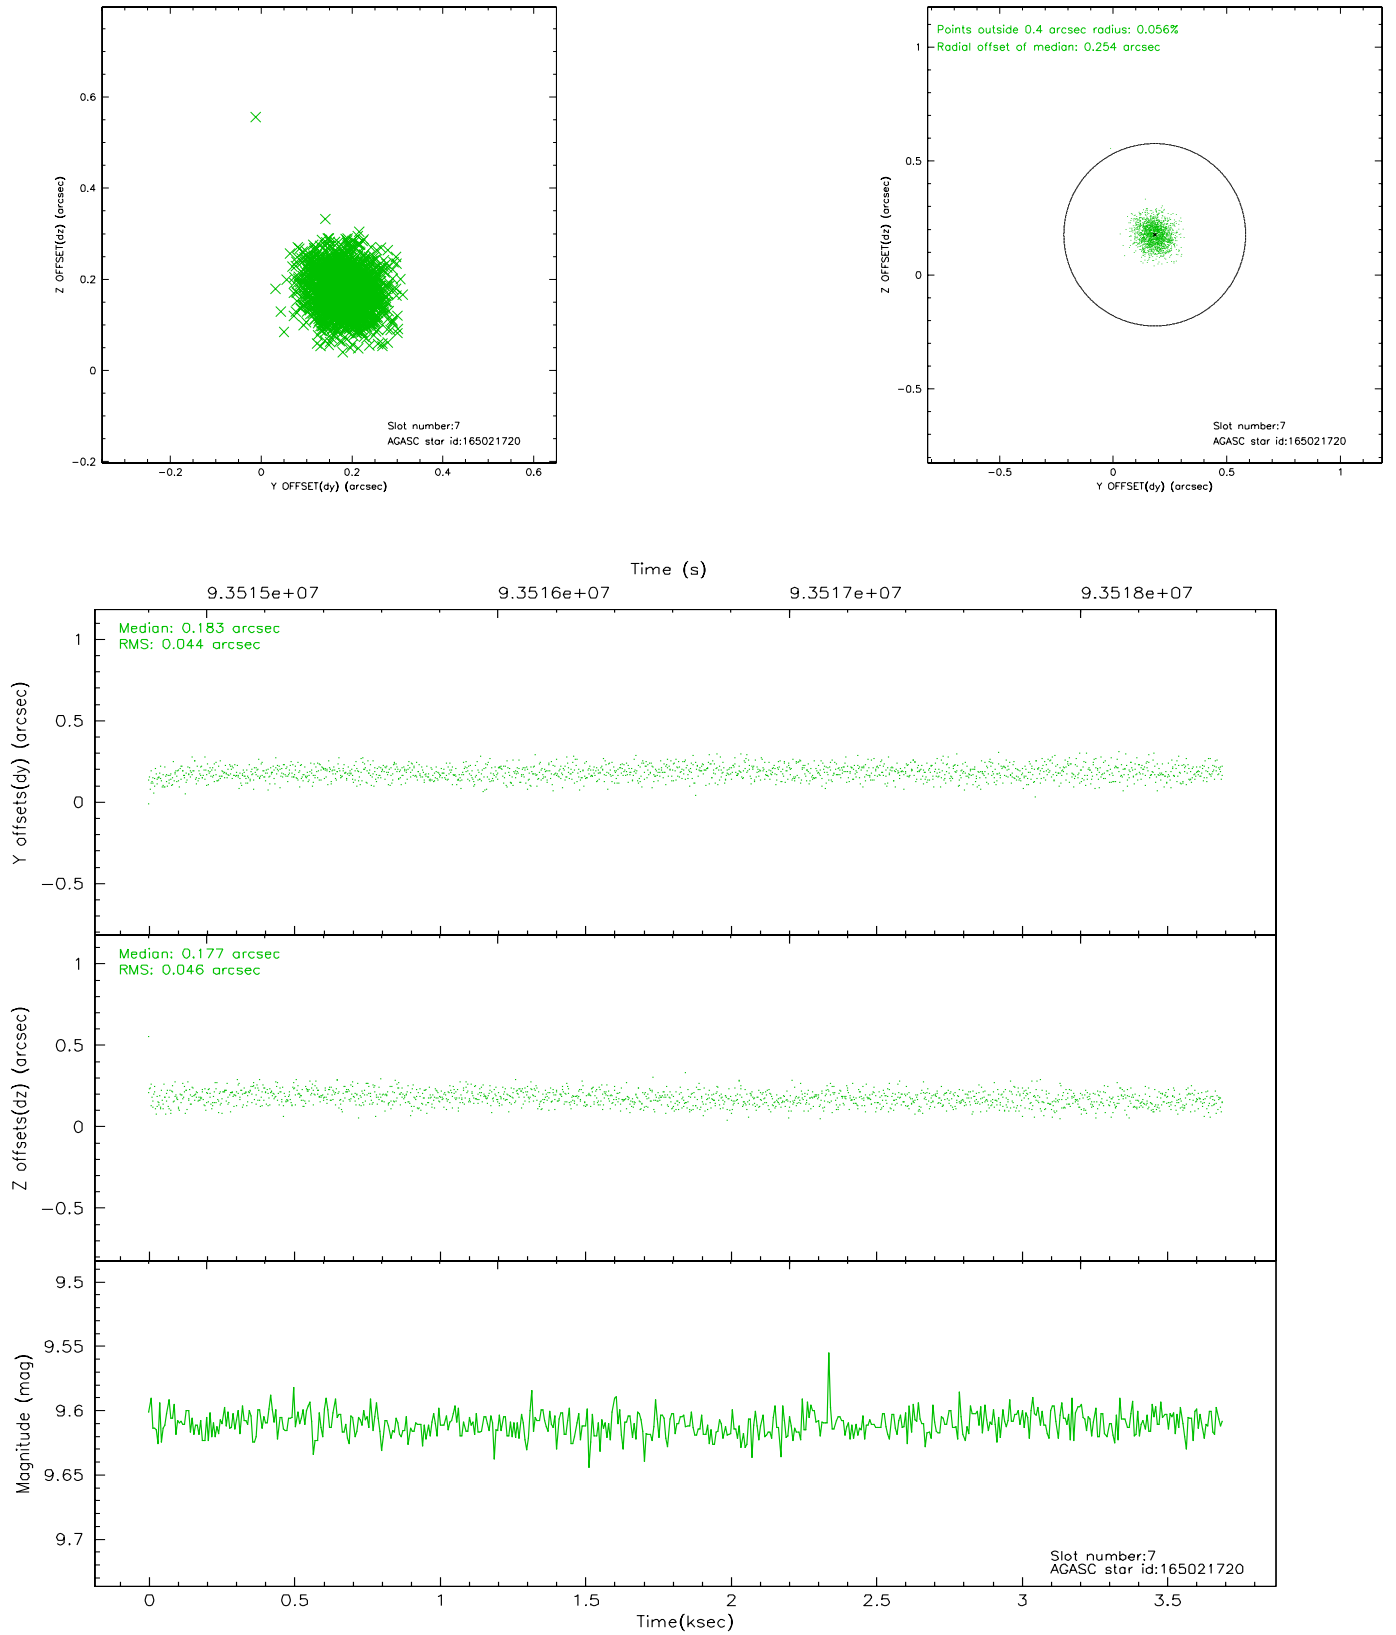 0.6
0.4
0.2
0
−0.2
−0.2
0
0.2
0.4
0.6
Z OFFSET(dz) (arcsec)
Y OFFSET(dy) (arcsec)
Slot number:7
AGASC star id:165021720
Points outside 0.4 arcsec radius: 0.056%
Radial offset of median: 0.254 arcsec
1
0.5
0
−0.5
−0.5
0
0.5
1
Z OFFSET(dz) (arcsec)
Y OFFSET(dy) (arcsec)
Slot number:7
AGASC star id:165021720
Time (s)
9.3515e+07
9.3516e+07
9.3517e+07
9.3518e+07
Median: 0.183 arcsec
RMS: 0.044 arcsec
1
0.5
0
−0.5
Y offsets(dy) (arcsec)
Median: 0.177 arcsec
RMS: 0.046 arcsec
1
0.5
0
−0.5
Z offsets(dz) (arcsec)
9.5
9.55
9.6
9.65
9.7
Magnitude (mag)
Slot number:7
AGASC star id:165021720
0
0.5
1
1.5
2
2.5
3
3.5
Time(ksec)